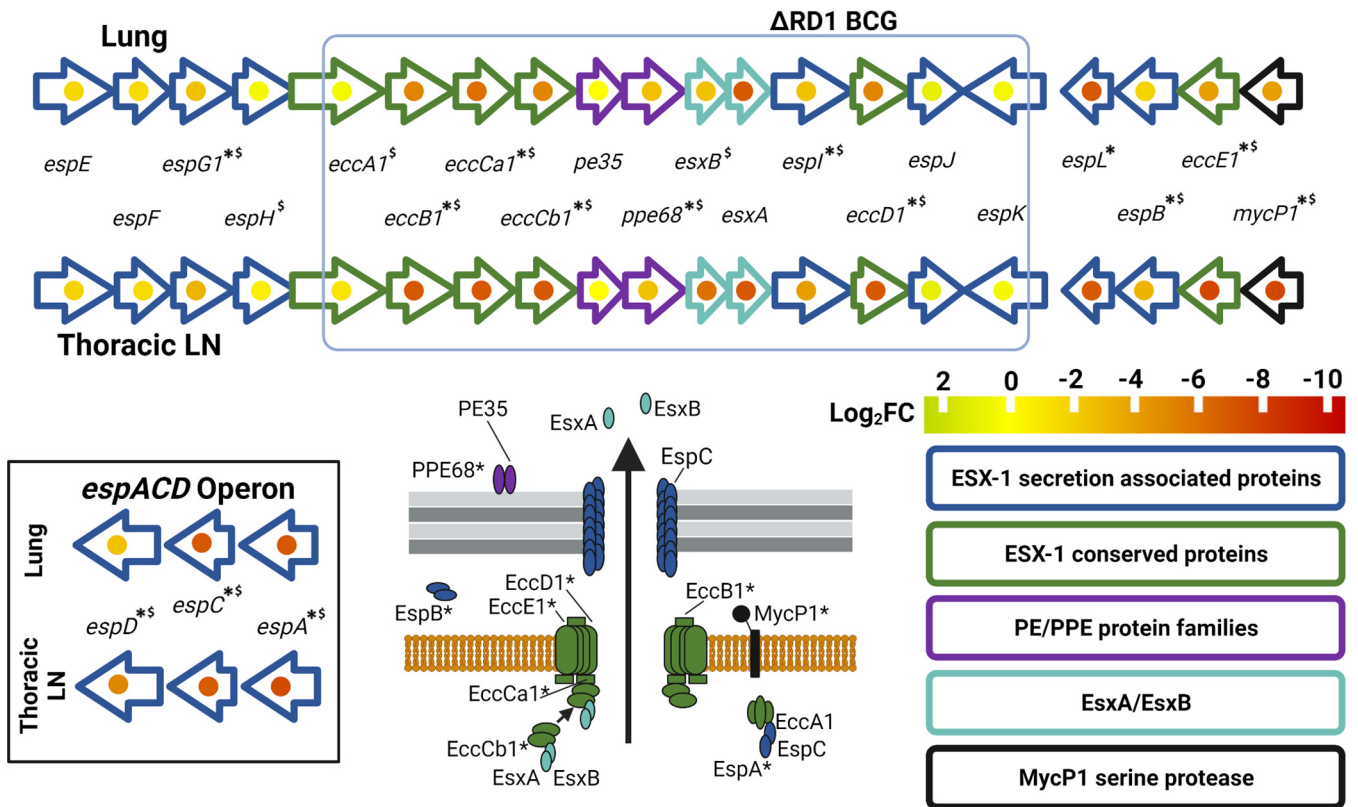 ΔRD1 BCG
Lung
espE espG1*$ eccA1$ eccCa1*$ pe35 esxB$ espI*$ espJ espL* eccE1*$
espF espH$ eccB1*$ eccCb1*$ ppe68*$ esxA eccD1*$ espK espB*$ mycP1*$
Thoracic LN
2 0 -2 -4 -6 -8 -10
Log₂FC
ESX-1 secretion associated proteins
ESX-1 conserved proteins
PE/PPE protein families
EsxA/EsxB
MycP1 serine protease
espACD Operon
Lung
espD*$ espC*$ espA*$
Thoracic
LN
PE35
EsxA
EsxB
PPE68*
EspC
EspB*
EccD1*
EccE1*
EccB1*
MycP1*
EccCa1*
EccCb1*
EsxA
EsxB
EccA1
EspC
EspA*